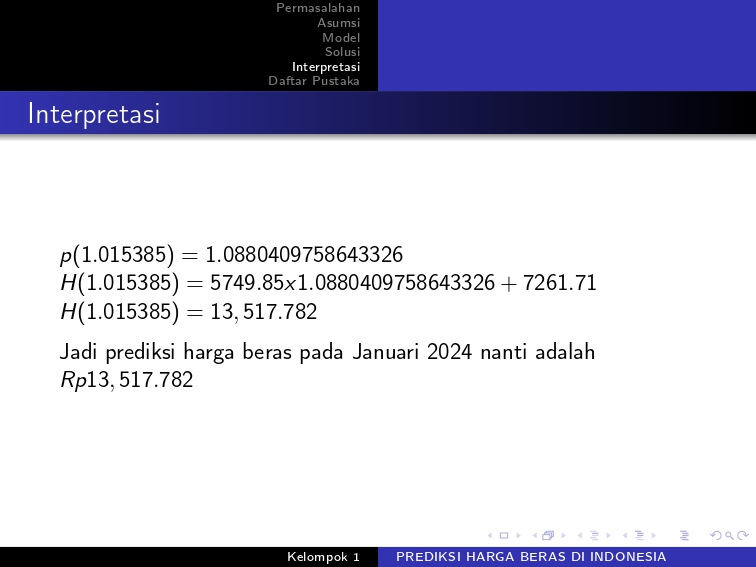 Permasalahan
Asumsi
Model
Solusi
Interpretasi
Daftar Pustaka
Interpretasi
p(1.015385) = 1.0880409758643326
H(1.015385) = 5749.85x1.0880409758643326 + 7261.71
H(1.015385) = 13, 517.782
Jadi prediksi harga beras pada Januari 2024 nanti adalah
Rp13, 517.782
Kelompok 1
PREDIKSI HARGA BERAS DI INDONESIA